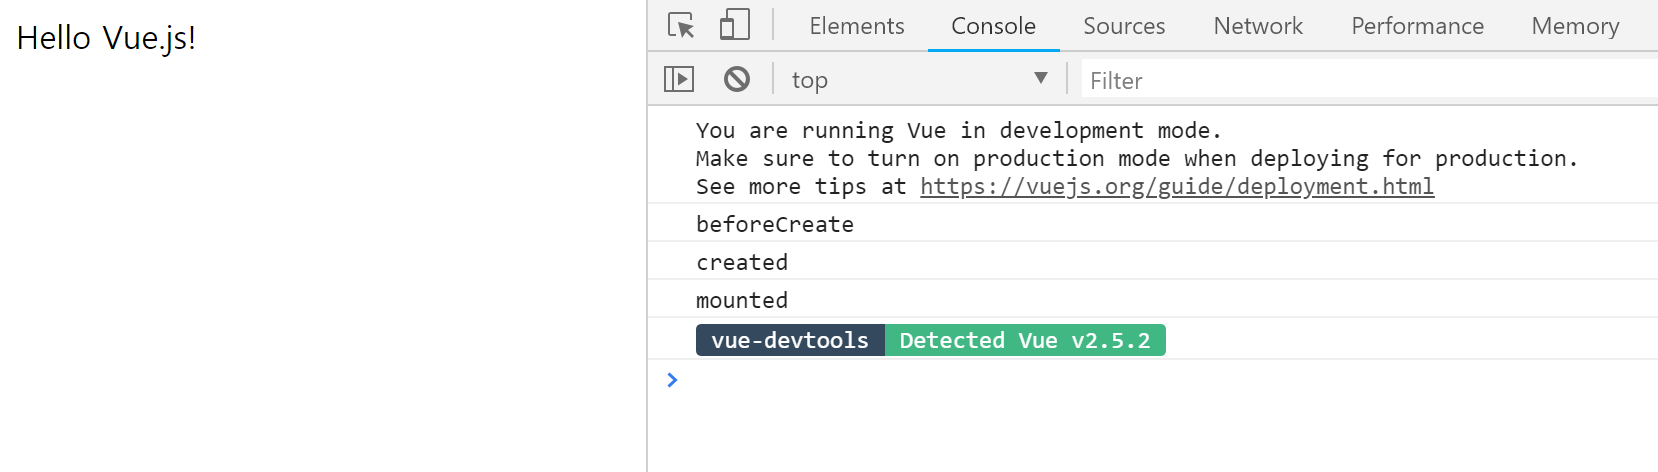 Hello Vue.js!
Elements Console Sources Network Performance Memory
top Filter
You are running Vue in development mode.
Make sure to turn on production mode when deploying for production.
See more tips at https://vuejs.org/guide/deployment.html
beforeCreate
created
mounted
vue-devtools Detected Vue v2.5.2